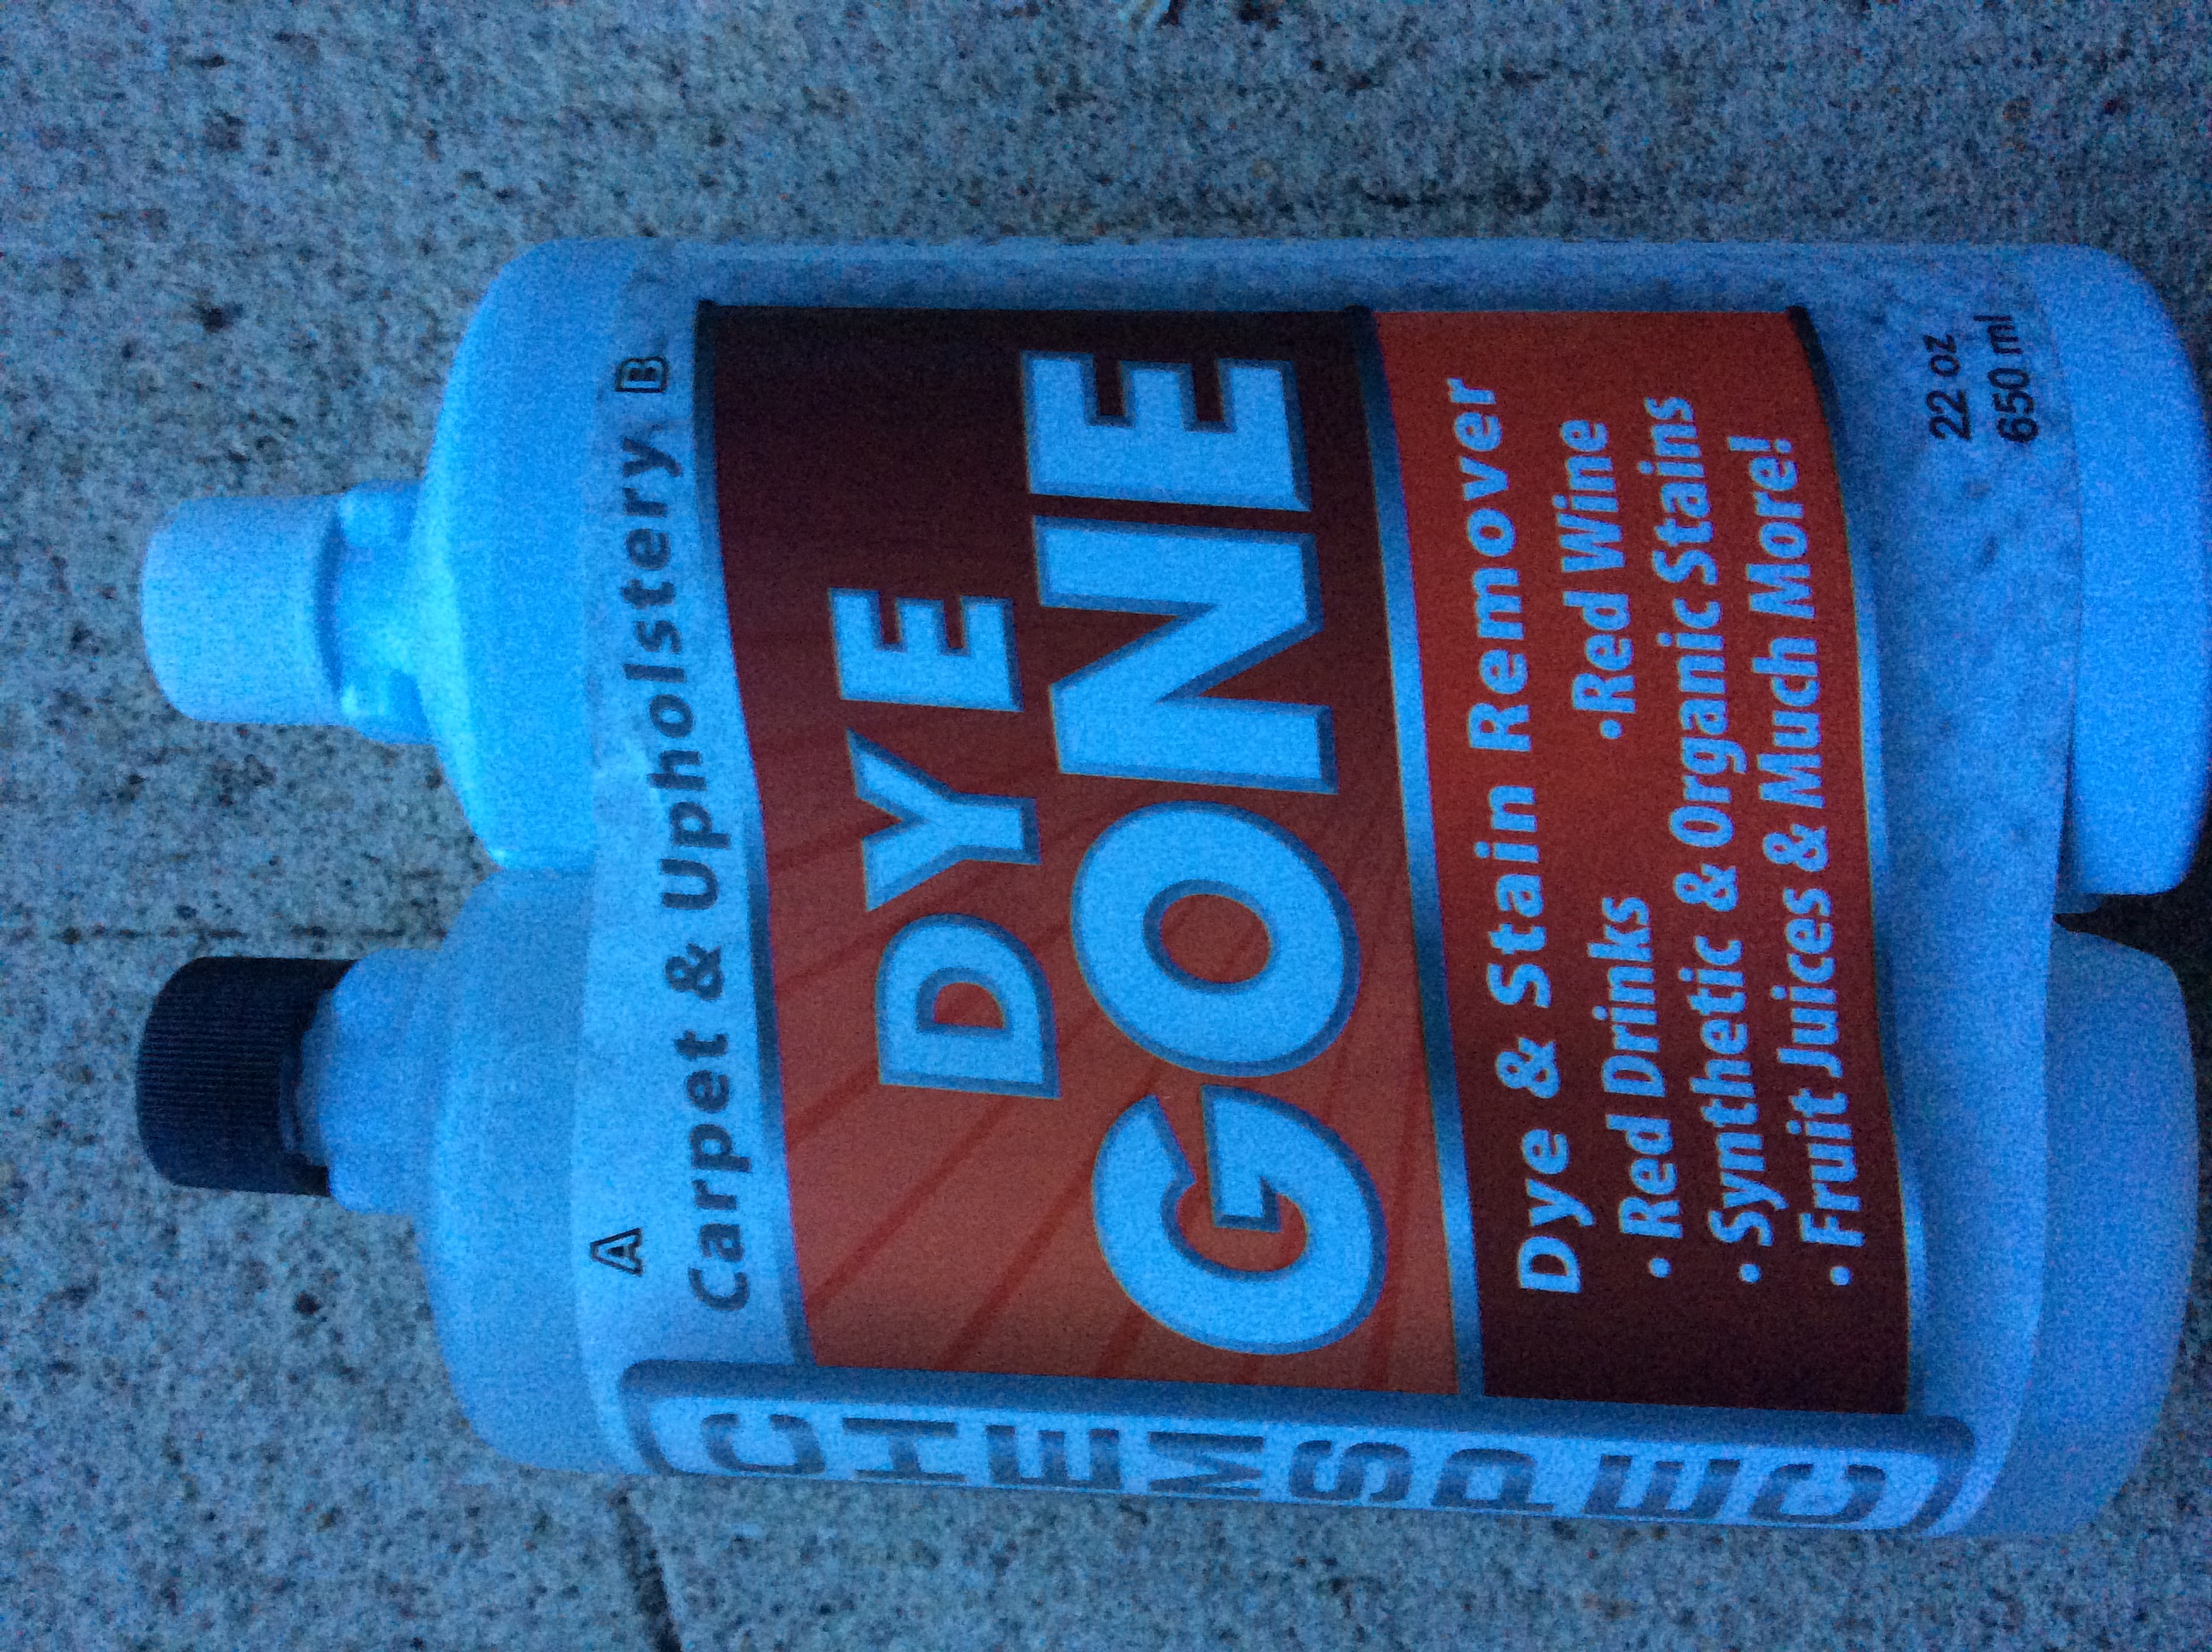 A
B
Carpet & Upholstery
DYE
GONE
Dye & Stain Remover
• Red Drinks •Red Wine
• Synthetic & Organic Stains
• Fruit Juices & Much More!
22 oz
650 ml
CHEMSPEC